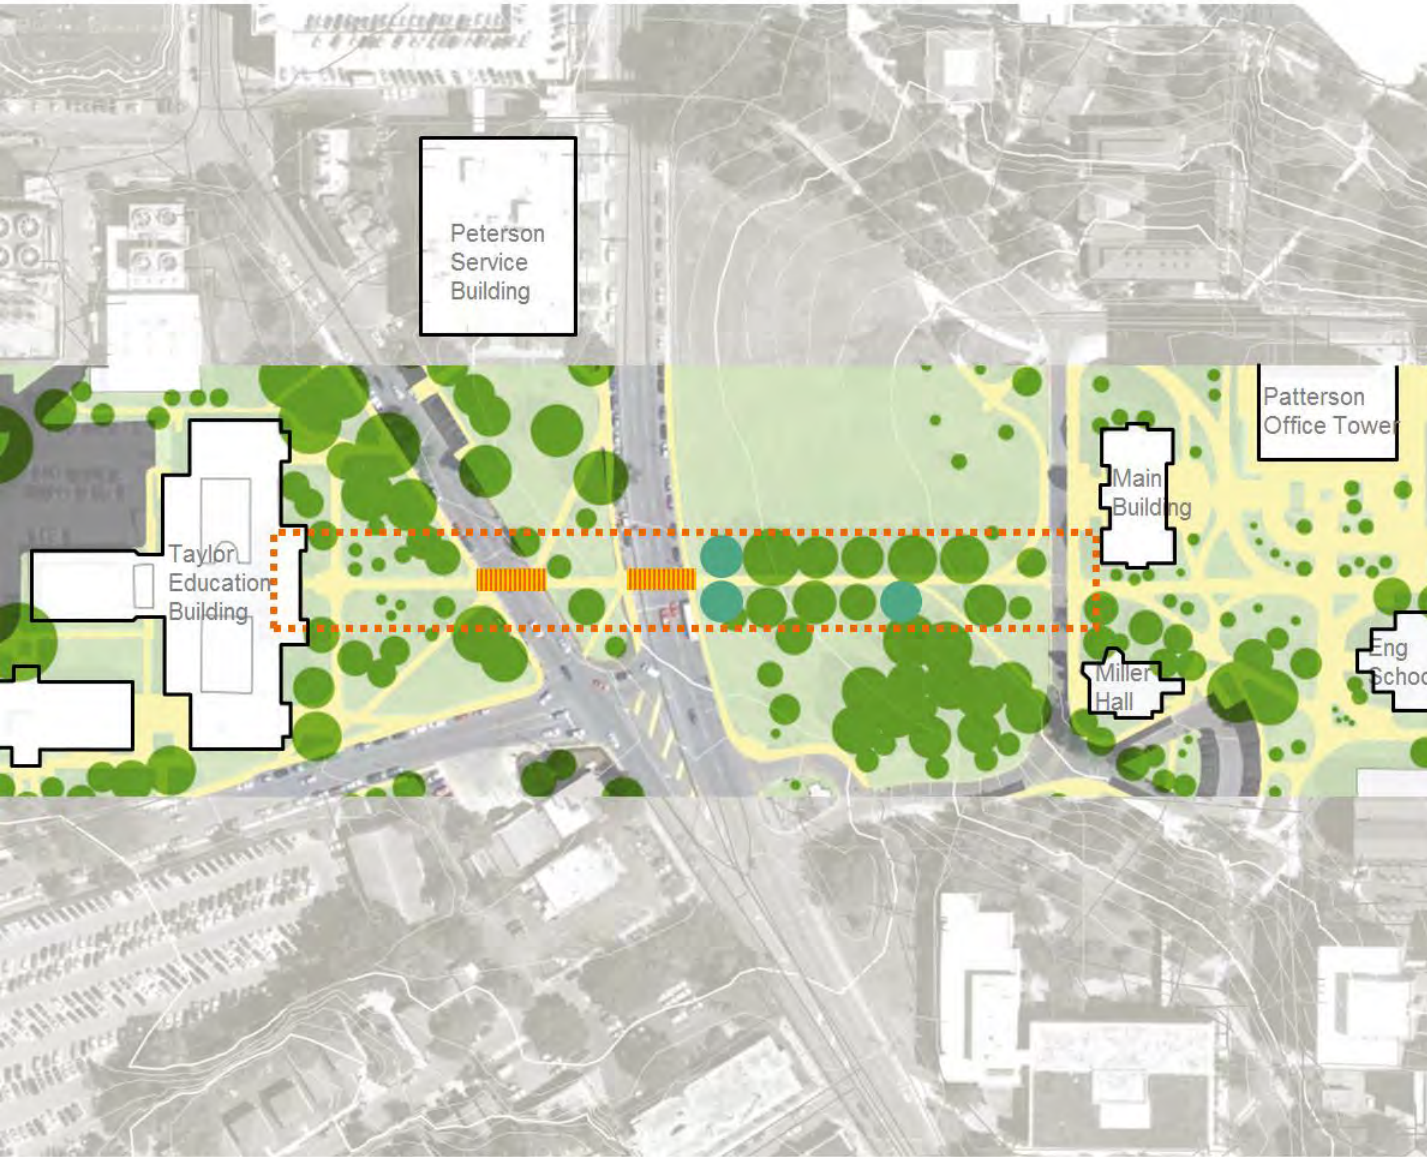 Peterson
Service
Building
Patterson
Office Tower
Main
Building
Taylor
Education
Building
Eng
Schoo
Miller
Hall